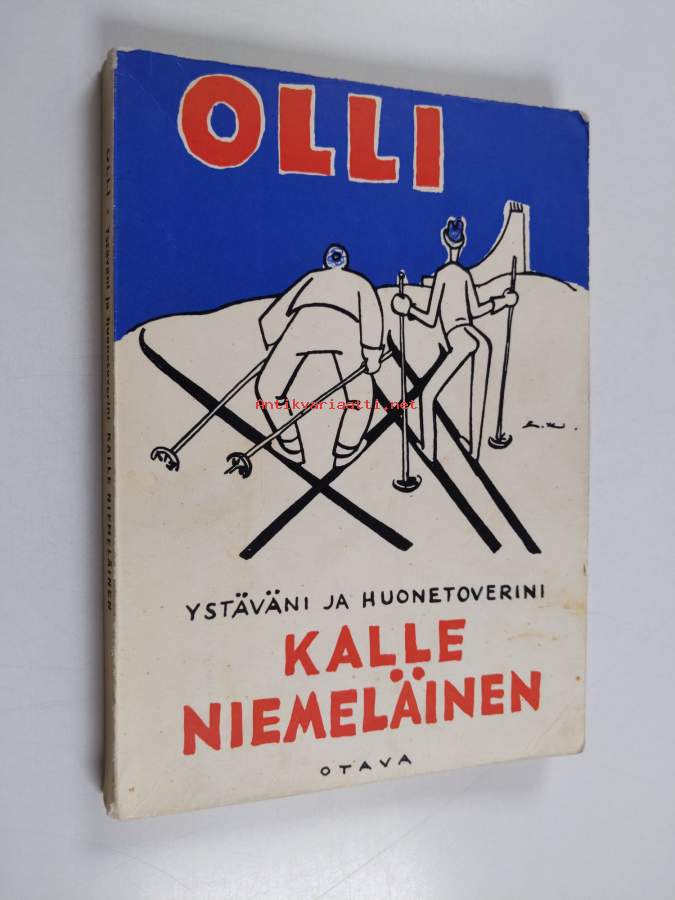 OLLI
Antikvariaatti.net
YSTÄVÄNI JA HUONETOVERINI
KALLE
NIEMELÄINEN
OTAVA
OLLI • Ystäväni ja huonetoverini KALLE NIEMELÄINEN